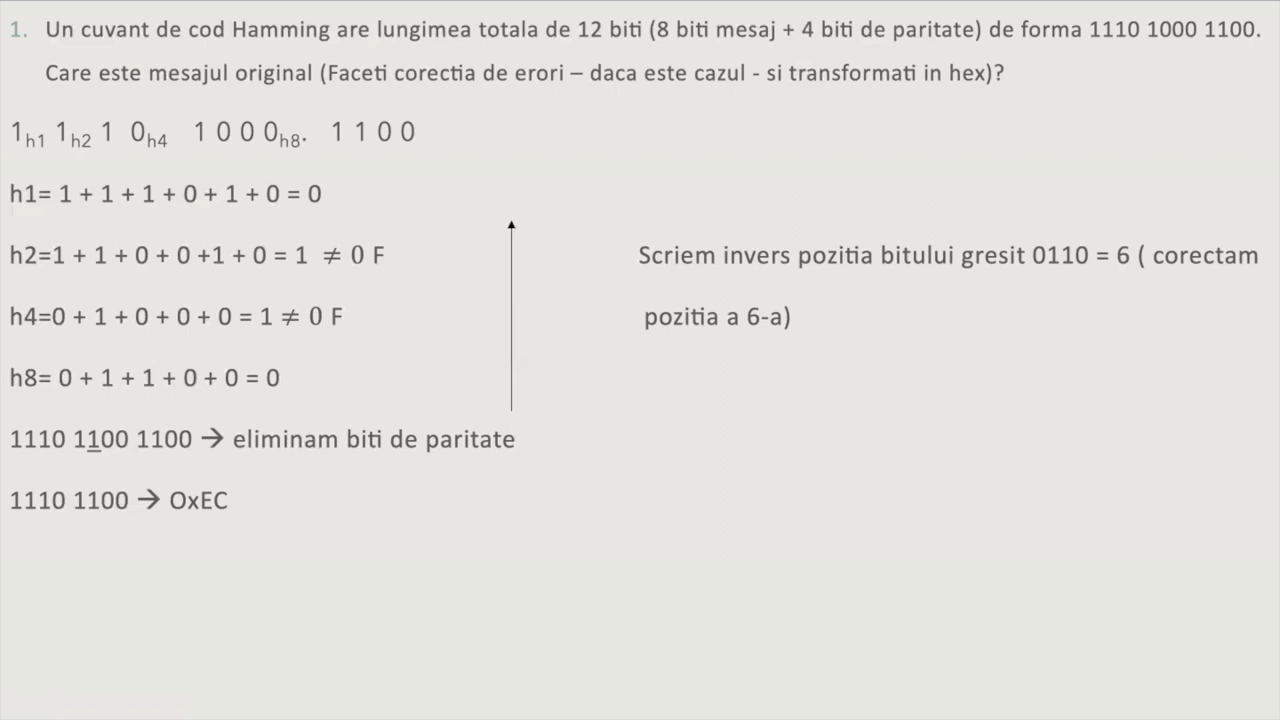 1. Un cuvant de cod Hamming are lungimea totala de 12 biti (8 biti mesaj + 4 biti de paritate) de forma 1110 1000 1100.
Care este mesajul original (Faceti corectia de erori – daca este cazul - si transformati in hex)?
1h1 1h2 1 0h4 1 0 0 0h8. 1 1 0 0
h1= 1 + 1 + 1 + 0 + 1 + 0 = 0
h2=1 + 1 + 0 + 0 +1 + 0 = 1 ≠ 0 F
Scriem invers pozitia bitului gresit 0110 = 6 ( corectam
h4=0 + 1 + 0 + 0 + 0 = 1 ≠ 0 F
pozitia a 6-a)
h8= 0 + 1 + 1 + 0 + 0 = 0
1110 1100 1100 → eliminam biti de paritate
1110 1100 → OxEC